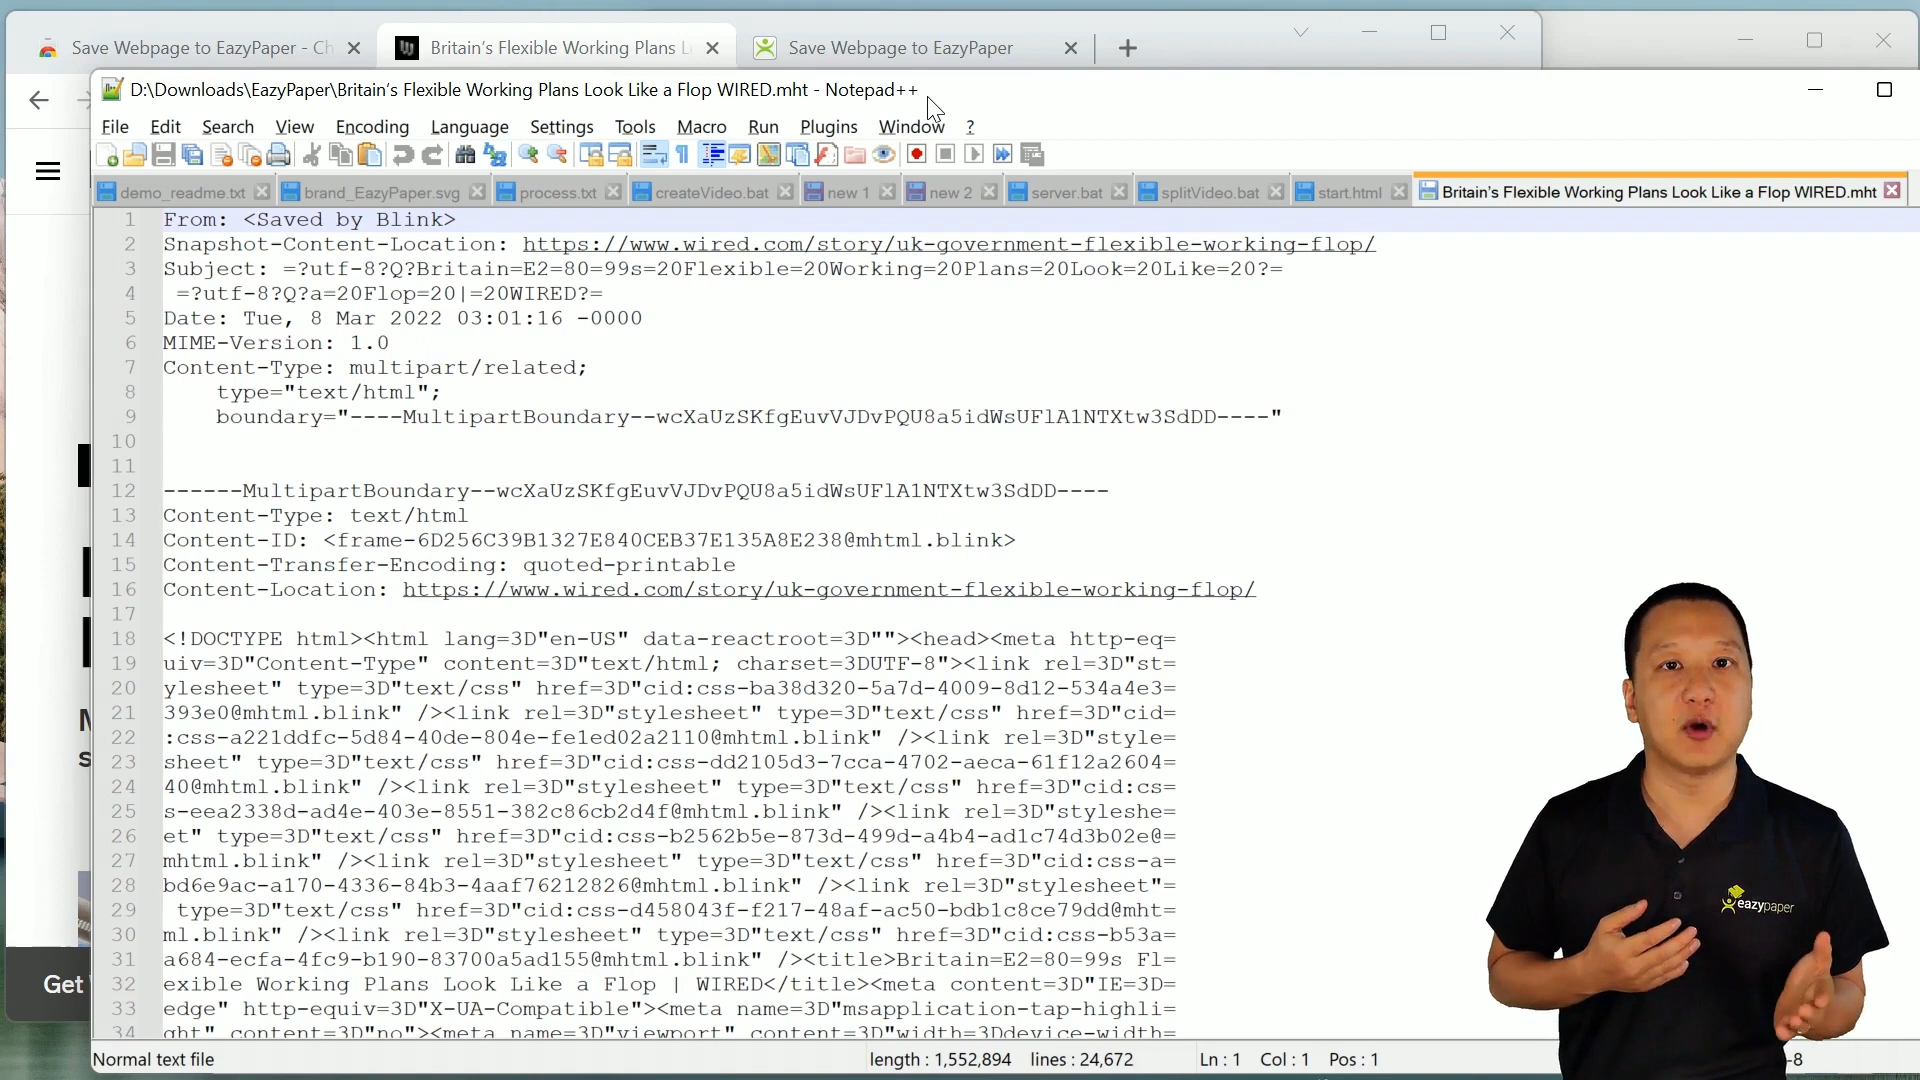 Save Webpage to EazyPaper - Ch
Britain's Flexible Working Plans L
Save Webpage to EazyPaper
D:\Downloads\EazyPaper\Britain's Flexible Working Plans Look Like a Flop WIRED.mht - Notepad++
File Edit Search View Encoding Language Settings Tools Macro Run Plugins Window ?
demo_readme.txt brand_EazyPaper.svg process.txt createVideo.bat new 1 new 2 server.bat splitVideo.bat start.html Britain's Flexible Working Plans Look Like a Flop WIRED.mht
1 From: <Saved by Blink>
2 Snapshot-Content-Location: https://www.wired.com/story/uk-government-flexible-working-flop/
3 Subject: =?utf-8?Q?Britain=E2=80=99s=20Flexible=20Working=20Plans=20Look=20Like=20?=
4 =?utf-8?Q?a=20Flop=20|=20WIRED?=
5 Date: Tue, 8 Mar 2022 03:01:16 -0000
6 MIME-Version: 1.0
7 Content-Type: multipart/related;
8 type="text/html";
9 boundary="----MultipartBoundary--wcXaUzSKfgEuvVJDvPQU8a5idWsUFlA1NTXtw3SdDD----"
10
11
12 ------MultipartBoundary--wcXaUzSKfgEuvVJDvPQU8a5idWsUFlA1NTXtw3SdDD----
13 Content-Type: text/html
14 Content-ID: <frame-6D256C39B1327E840CEB37E135A8E238@mhtml.blink>
15 Content-Transfer-Encoding: quoted-printable
16 Content-Location: https://www.wired.com/story/uk-government-flexible-working-flop/
17
18 <!DOCTYPE html><html lang=3D"en-US" data-reactroot=3D""><head><meta http-eq=
19 uiv=3D"Content-Type" content=3D"text/html; charset=3DUTF-8"><link rel=3D"st=
20 ylesheet" type=3D"text/css" href=3D"cid:css-ba38d320-5a7d-4009-8d12-534a4e3=
21 393e0@mhtml.blink" /><link rel=3D"stylesheet" type=3D"text/css" href=3D"cid=
22 :css-a221ddfc-5d84-40de-804e-fe1ed02a2110@mhtml.blink" /><link rel=3D"style=
23 sheet" type=3D"text/css" href=3D"cid:css-dd2105d3-7cca-4702-aeca-61f12a2604=
24 40@mhtml.blink" /><link rel=3D"stylesheet" type=3D"text/css" href=3D"cid:cs=
25 s-eea2338d-ad4e-403e-8551-382c86cb2d4f@mhtml.blink" /><link rel=3D"styleshe=
26 et" type=3D"text/css" href=3D"cid:css-b2562b5e-873d-499d-a4b4-ad1c74d3b02e@=
27 mhtml.blink" /><link rel=3D"stylesheet" type=3D"text/css" href=3D"cid:css-a=
28 bd6e9ac-a170-4336-84b3-4aaf76212826@mhtml.blink" /><link rel=3D"stylesheet"=
29 type=3D"text/css" href=3D"cid:css-d458043f-f217-48af-ac50-bdb1c8ce79dd@mht=
30 ml.blink" /><link rel=3D"stylesheet" type=3D"text/css" href=3D"cid:css-b53a=
31 a684-ecfa-4fc9-b190-83700a5ad155@mhtml.blink" /><title>Britain=E2=80=99s Fl=
32 exible Working Plans Look Like a Flop | WIRED</title><meta content=3D"IE=3D=
33 edge" http-equiv=3D"X-UA-Compatible"><meta name=3D"msapplication-tap-highli=
34 ght" content=3D"no"><meta name=3D"viewport" content=3D"width=3Ddevice-width=
Get
eazypaper
Normal text file length : 1,552,894 lines : 24,672 Ln : 1 Col : 1 Pos : 1 -8